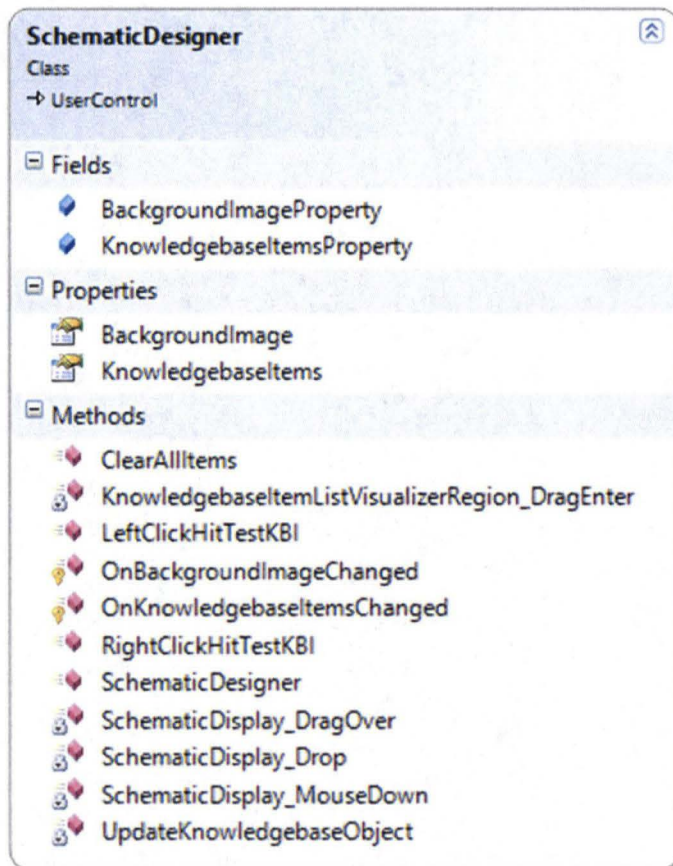 SchematicDesigner
Class
UserControl
Fields
BackgroundImageProperty
KnowledgebaseItemsProperty
Properties
BackgroundImage
KnowledgebaseItems
Methods
ClearAllItems
KnowledgebaseItemListVisualizerRegion_DragEnter
LeftClickHitTestKBI
OnBackgroundImageChanged
OnKnowledgebaseItemsChanged
RightClickHitTestKBI
SchematicDesigner
SchematicDisplay_DragOver
SchematicDisplay_Drop
SchematicDisplay_MouseDown
UpdateKnowledgebaseObject